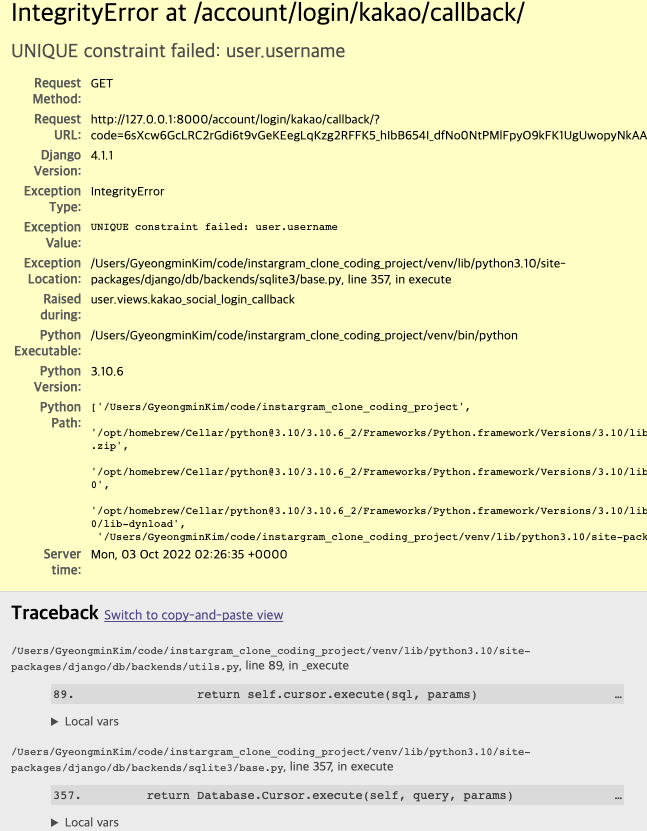 IntegrityError at /account/login/kakao/callback/
UNIQUE constraint failed: user.username
Request Method: GET
Request URL: http://127.0.0.1:8000/account/login/kakao/callback/?
Django Version: 4.1.1
Exception Type: IntegrityError
Exception Value: UNIQUE constraint failed: user.username
Exception Location: /Users/GyeongminKim/code/instargram_clone_coding_project/venv/lib/python3.10/site-
packages/django/db/backends/sqlite3/base.py, line 357, in execute
Raised during: user.views.kakao_social_login_callback
Python Executable: /Users/GyeongminKim/code/instargram_clone_coding_project/venv/bin/python
Python Version: 3.10.6
Python Path: ['/Users/GyeongminKim/code/instargram_clone_coding_project',
'/opt/homebrew/Cellar/python@3.10/3.10.6_2/Frameworks/Python.framework/Versions/3.10/lib
.zip',
'/opt/homebrew/Cellar/python@3.10/3.10.6_2/Frameworks/Python.framework/Versions/3.10/lib
0',
'/opt/homebrew/Cellar/python@3.10/3.10.6_2/Frameworks/Python.framework/Versions/3.10/lib
0/lib-dynload',
'/Users/GyeongminKim/code/instargram_clone_coding_project/venv/lib/python3.10/site-pack
Server time: Mon, 03 Oct 2022 02:26:35 +0000
Traceback Switch to copy-and-paste view
/Users/GyeongminKim/code/instargram_clone_coding_project/venv/lib/python3.10/site-
packages/django/db/backends/utils.py, line 89, in _execute
89. return self.cursor.execute(sql, params) …
▶ Local vars
/Users/GyeongminKim/code/instargram_clone_coding_project/venv/lib/python3.10/site-
packages/django/db/backends/sqlite3/base.py, line 357, in execute
357. return Database.Cursor.execute(self, query, params) …
▶ Local vars